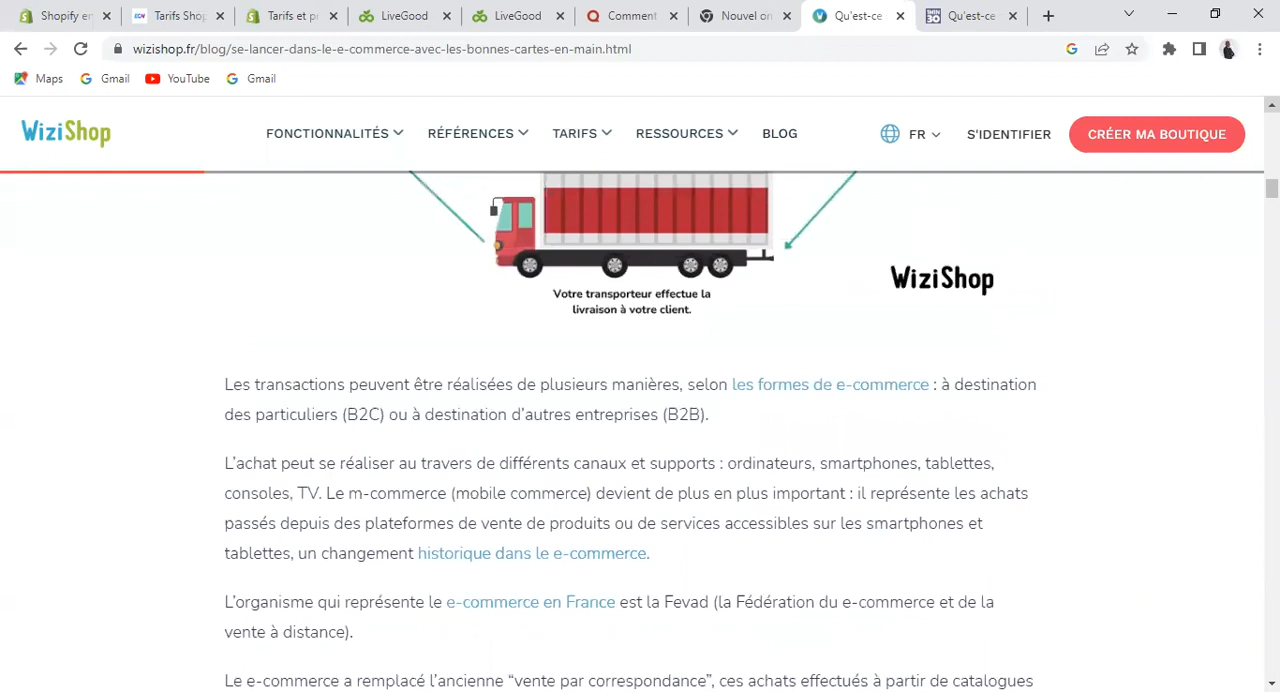 Shopify en
Tarifs Shop
Tarifs et pr
LiveGood
LiveGood
Comment
Nouvel on
Qu'est-ce
Qu'est-ce
wizishop.fr/blog/se-lancer-dans-le-e-commerce-avec-les-bonnes-cartes-en-main.html
Maps
Gmail
YouTube
Gmail
WiziShop
FONCTIONNALITÉS
RÉFÉRENCES
TARIFS
RESSOURCES
BLOG
FR
S'IDENTIFIER
CRÉER MA BOUTIQUE
WiziShop
Votre transporteur effectue la
livraison à votre client.
Les transactions peuvent être réalisées de plusieurs manières, selon les formes de e-commerce : à destination
des particuliers (B2C) ou à destination d’autres entreprises (B2B).
L’achat peut se réaliser au travers de différents canaux et supports : ordinateurs, smartphones, tablettes,
consoles, TV. Le m-commerce (mobile commerce) devient de plus en plus important : il représente les achats
passés depuis des plateformes de vente de produits ou de services accessibles sur les smartphones et
tablettes, un changement historique dans le e-commerce.
L’organisme qui représente le e-commerce en France est la Fevad (la Fédération du e-commerce et de la
vente à distance).
Le e-commerce a remplacé l’ancienne “vente par correspondance”, ces achats effectués à partir de catalogues